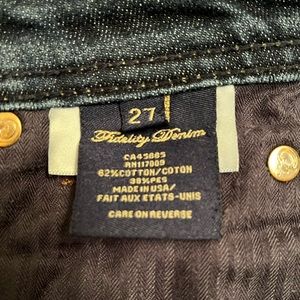 27
Fidelity Denim
CA43885
RN117009
62%COTTON/COTON
38%PES
MADE IN USA/
FAIT AUX ETATS-UNIS
CARE ON REVERSE